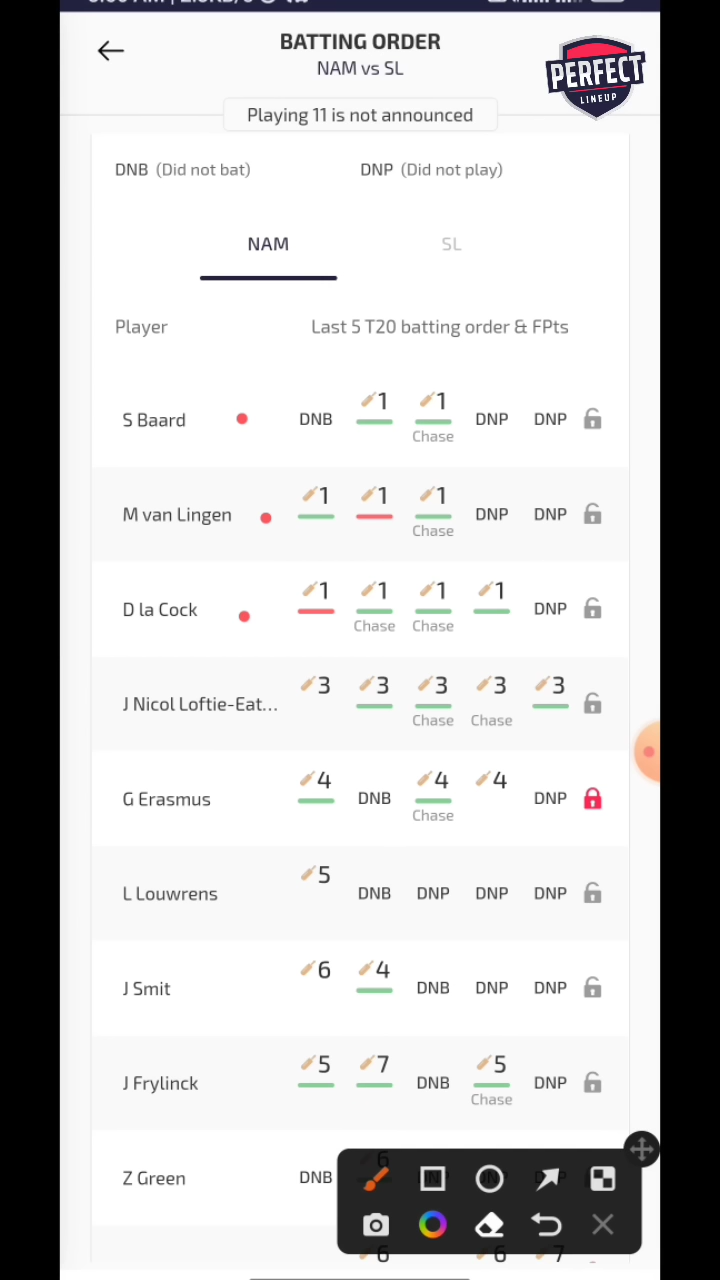 BATTING ORDER
NAM vs SL
PERFECT
LINEUP
Playing 11 is not announced
DNB (Did not bat) DNP (Did not play)
NAM SL
Player Last 5 T20 batting order & FPts
S Baard DNB 1 1 DNP DNP
Chase
M van Lingen 1 1 1 DNP DNP
Chase
D la Cock 1 1 1 1 DNP
Chase Chase
J Nicol Loftie-Eat... 3 3 3 3 3
Chase Chase
G Erasmus 4 DNB 4 4 DNP
Chase
L Louwrens 5 DNB DNP DNP DNP
J Smit 6 4 DNB DNP DNP
J Frylinck 5 7 DNB 5 DNP
Chase
Z Green DNB 6
6 6 7